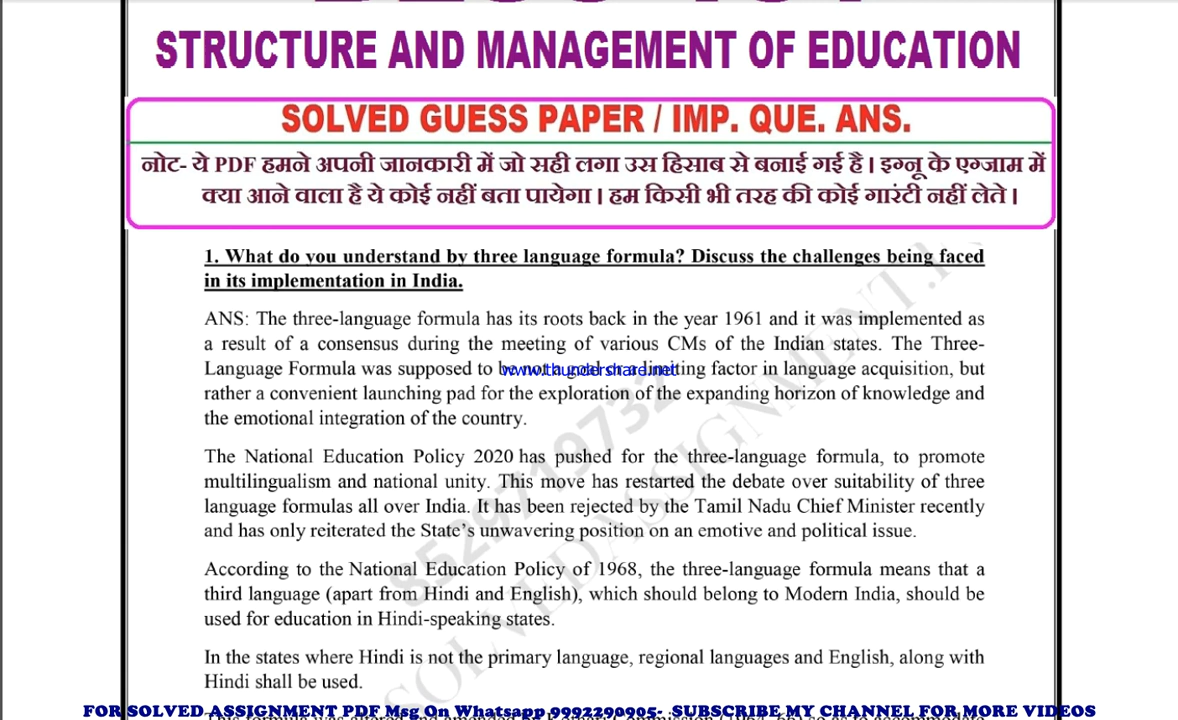 STRUCTURE AND MANAGEMENT OF EDUCATION
SOLVED GUESS PAPER / IMP. QUE. ANS.
नोट- ये PDF हमने अपनी जानकारी में जो सही लगा उस हिसाब से बनाई गई है। इग्नू के एग्जाम में
क्या आने वाला है ये कोई नहीं बता पायेगा। हम किसी भी तरह की कोई गारंटी नहीं लेते।
1. What do you understand by three language formula? Discuss the challenges being faced
in its implementation in India.
ANS: The three-language formula has its roots back in the year 1961 and it was implemented as
a result of a consensus during the meeting of various CMs of the Indian states. The Three-
Language Formula was supposed to be not a goal or a limiting factor in language acquisition, but
www.thundershare.net
rather a convenient launching pad for the exploration of the expanding horizon of knowledge and
the emotional integration of the country.
The National Education Policy 2020 has pushed for the three-language formula, to promote
multilingualism and national unity. This move has restarted the debate over suitability of three
language formulas all over India. It has been rejected by the Tamil Nadu Chief Minister recently
and has only reiterated the State's unwavering position on an emotive and political issue.
According to the National Education Policy of 1968, the three-language formula means that a
third language (apart from Hindi and English), which should belong to Modern India, should be
used for education in Hindi-speaking states.
In the states where Hindi is not the primary language, regional languages and English, along with
Hindi shall be used.
8529719732
SOLVEDASSIGNMENT.I
FOR SOLVED ASSIGNMENT PDF Msg On Whatsapp 9992290905- SUBSCRIBE MY CHANNEL FOR MORE VIDEOS